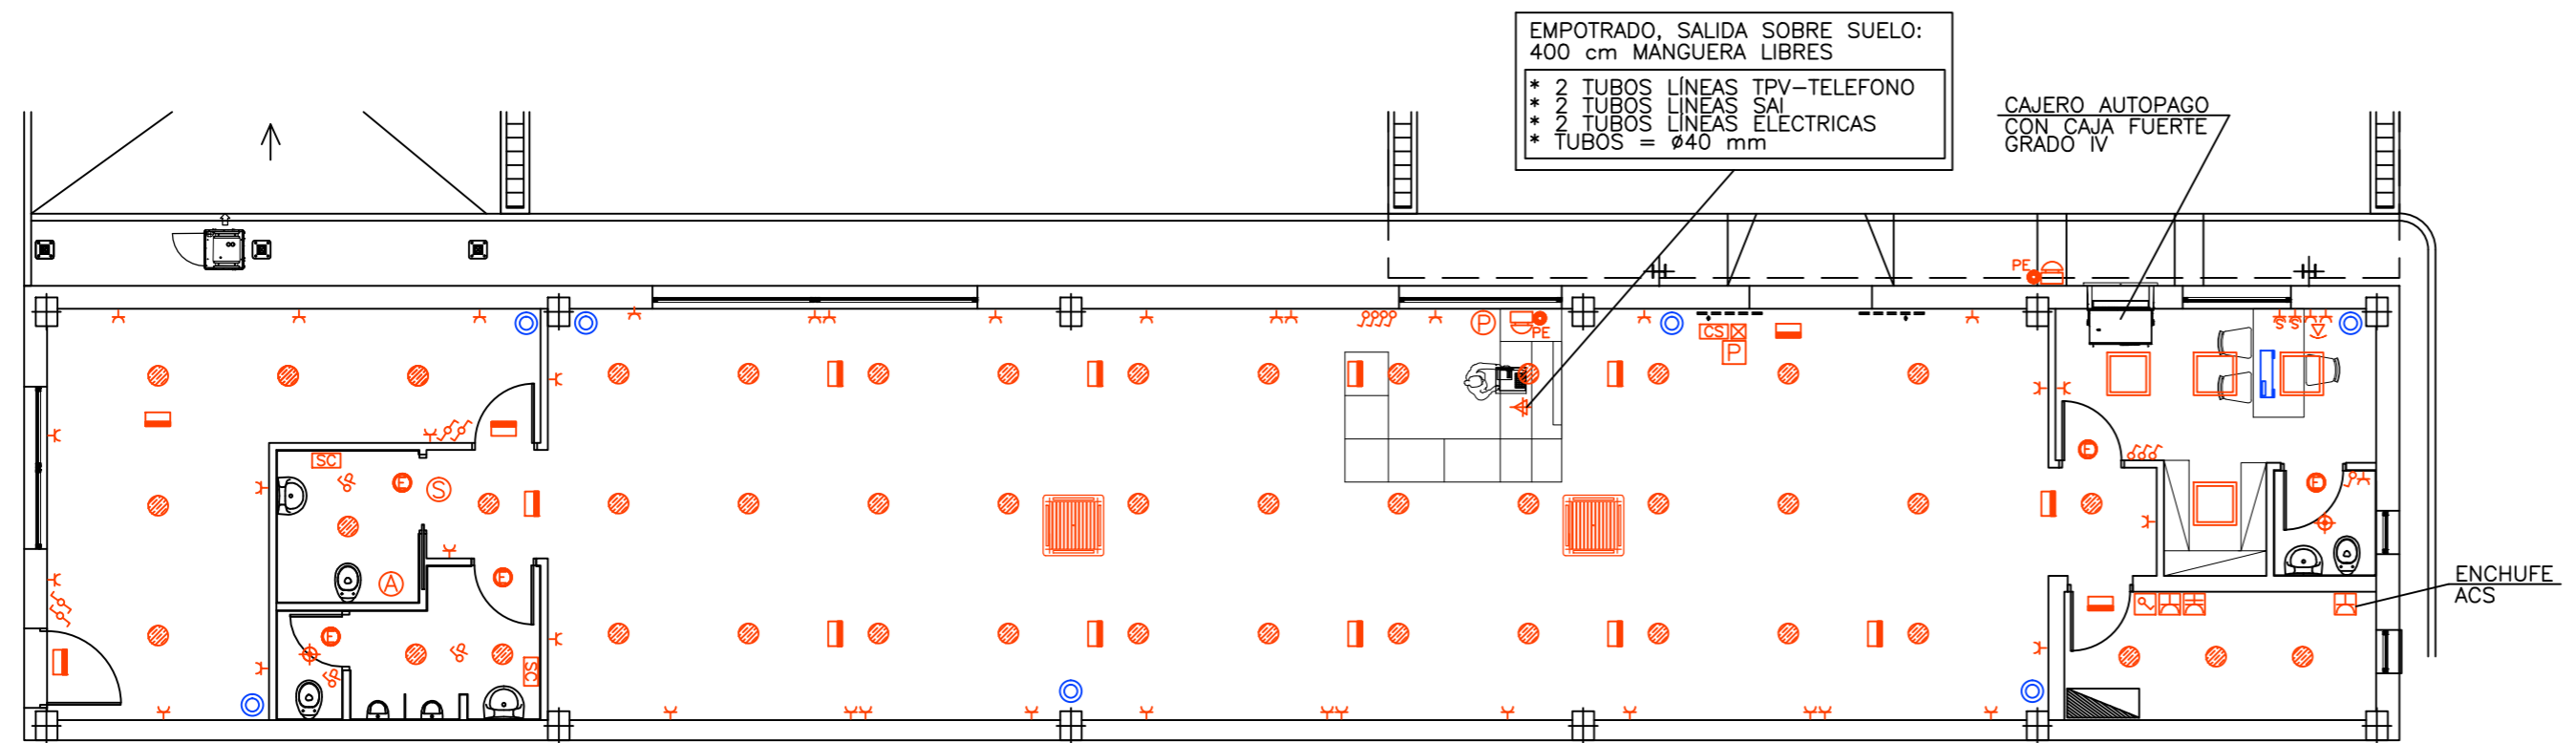 EMPOTRADO, SALIDA SOBRE SUELO:
400 cm MANGUERA LIBRES
* 2 TUBOS LÍNEAS TPV-TELEFONO
* 2 TUBOS LÍNEAS SAI
* 2 TUBOS LÍNEAS ELECTRICAS
* TUBOS = Ø40 mm
CAJERO AUTOPAGO
CON CAJA FUERTE
GRADO IV
PE
P
PE
CS
P
SC
E
S
E
E
A
E
E
SC
ENCHUFE
ACS